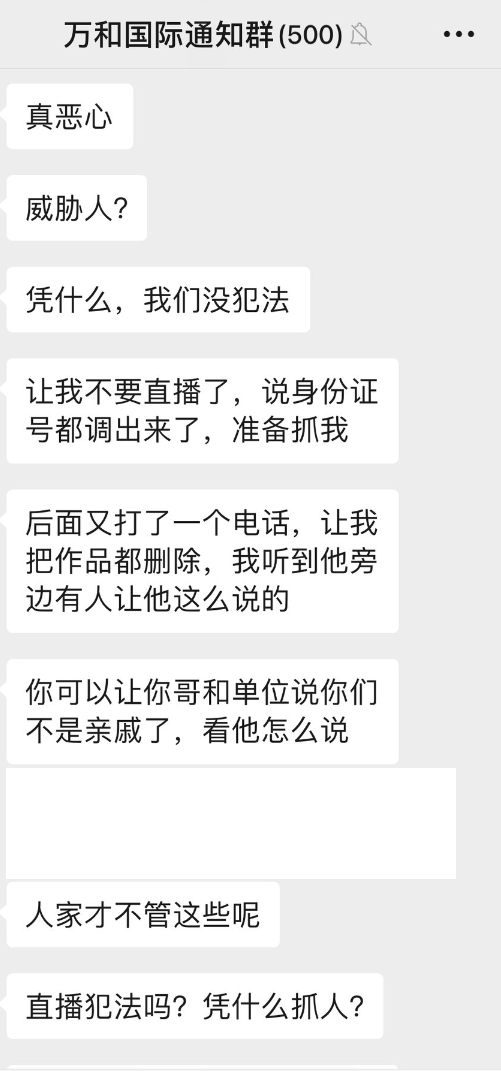 万和国际通知群(500)
真恶心
威胁人？
凭什么，我们没犯法
让我不要直播了，说身份证
号都调出来了，准备抓我
后面又打了一个电话，让我
把作品都删除，我听到他旁
边有人让他这么说的
你可以让你哥和单位说你们
不是亲戚了，看他怎么说
人家才不管这些呢
直播犯法吗？凭什么抓人？